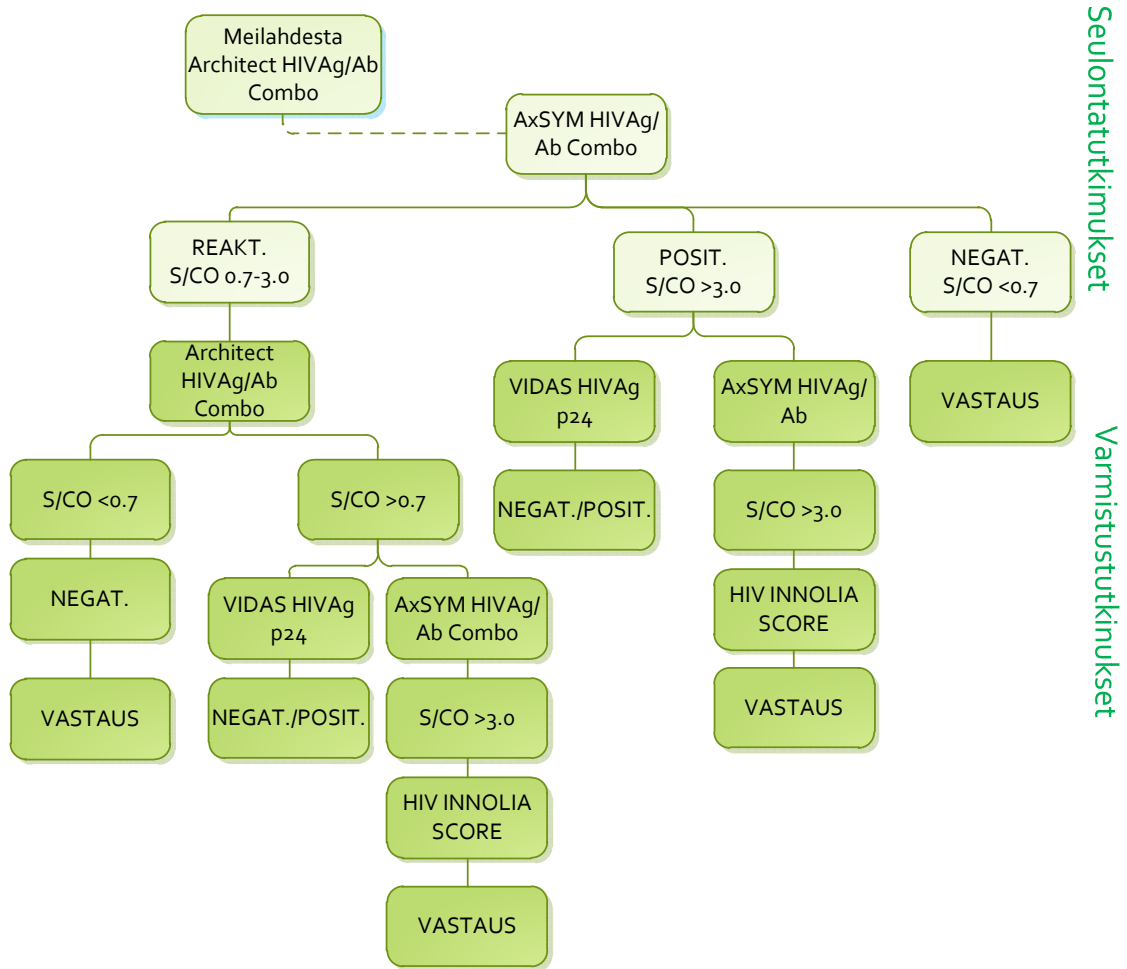 Meilahdesta
Architect HIVAg/Ab
Combo
AxSYM HIVAg/
Ab Combo
Seulontatutkimukset
REAKT.
S/CO 0.7-3.0
POSIT.
S/CO >3.0
NEGAT.
S/CO <0.7
Architect
HIVAg/Ab
Combo
VIDAS HIVAg
p24
AxSYM HIVAg/
Ab
VASTAUS
Varmistustutkinukset
S/CO <0.7
S/CO >0.7
NEGAT./POSIT.
S/CO >3.0
NEGAT.
VIDAS HIVAg
p24
AxSYM HIVAg/
Ab Combo
HIV INNOLIA
SCORE
VASTAUS
NEGAT./POSIT.
S/CO >3.0
VASTAUS
HIV INNOLIA
SCORE
VASTAUS